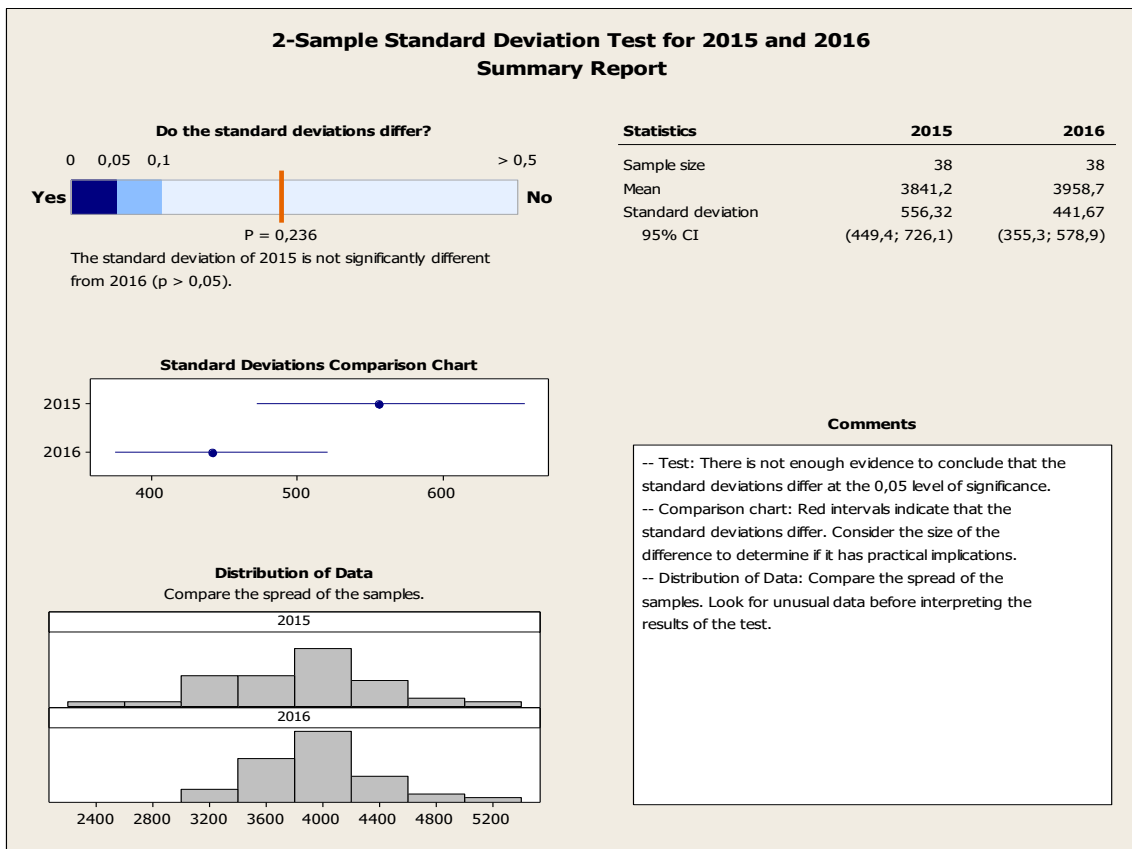 2-Sample Standard Deviation Test for 2015 and 2016
Summary Report
Do the standard deviations differ?
0 0,05 0,1 > 0,5
Yes No
P = 0,236
The standard deviation of 2015 is not significantly different
from 2016 (p > 0,05).
Statistics 2015 2016
Sample size 38 38
Mean 3841,2 3958,7
Standard deviation 556,32 441,67
95% CI (449,4; 726,1) (355,3; 578,9)
Standard Deviations Comparison Chart
2015
2016
400 500 600
Distribution of Data
Compare the spread of the samples.
2015
2016
2400 2800 3200 3600 4000 4400 4800 5200
Comments
-- Test: There is not enough evidence to conclude that the
standard deviations differ at the 0,05 level of significance.
-- Comparison chart: Red intervals indicate that the
standard deviations differ. Consider the size of the
difference to determine if it has practical implications.
-- Distribution of Data: Compare the spread of the
samples. Look for unusual data before interpreting the
results of the test.